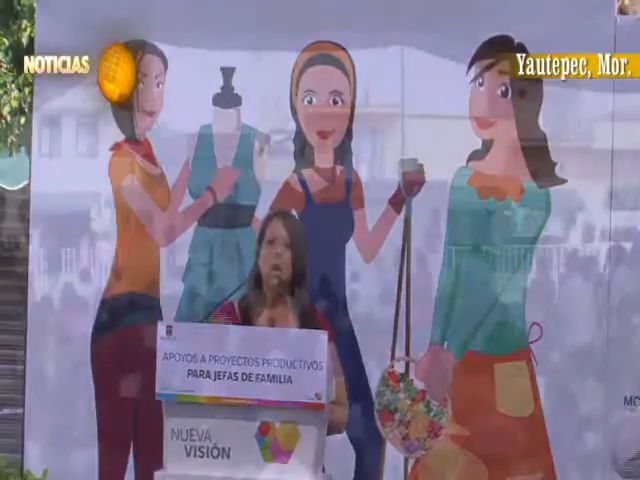 NOTICIAS
Yautepec, Mor.
APOYOS A PROYECTOS PRODUCTIVOS
PARA JEFAS DE FAMILIA
NUEVA
VISIÓN